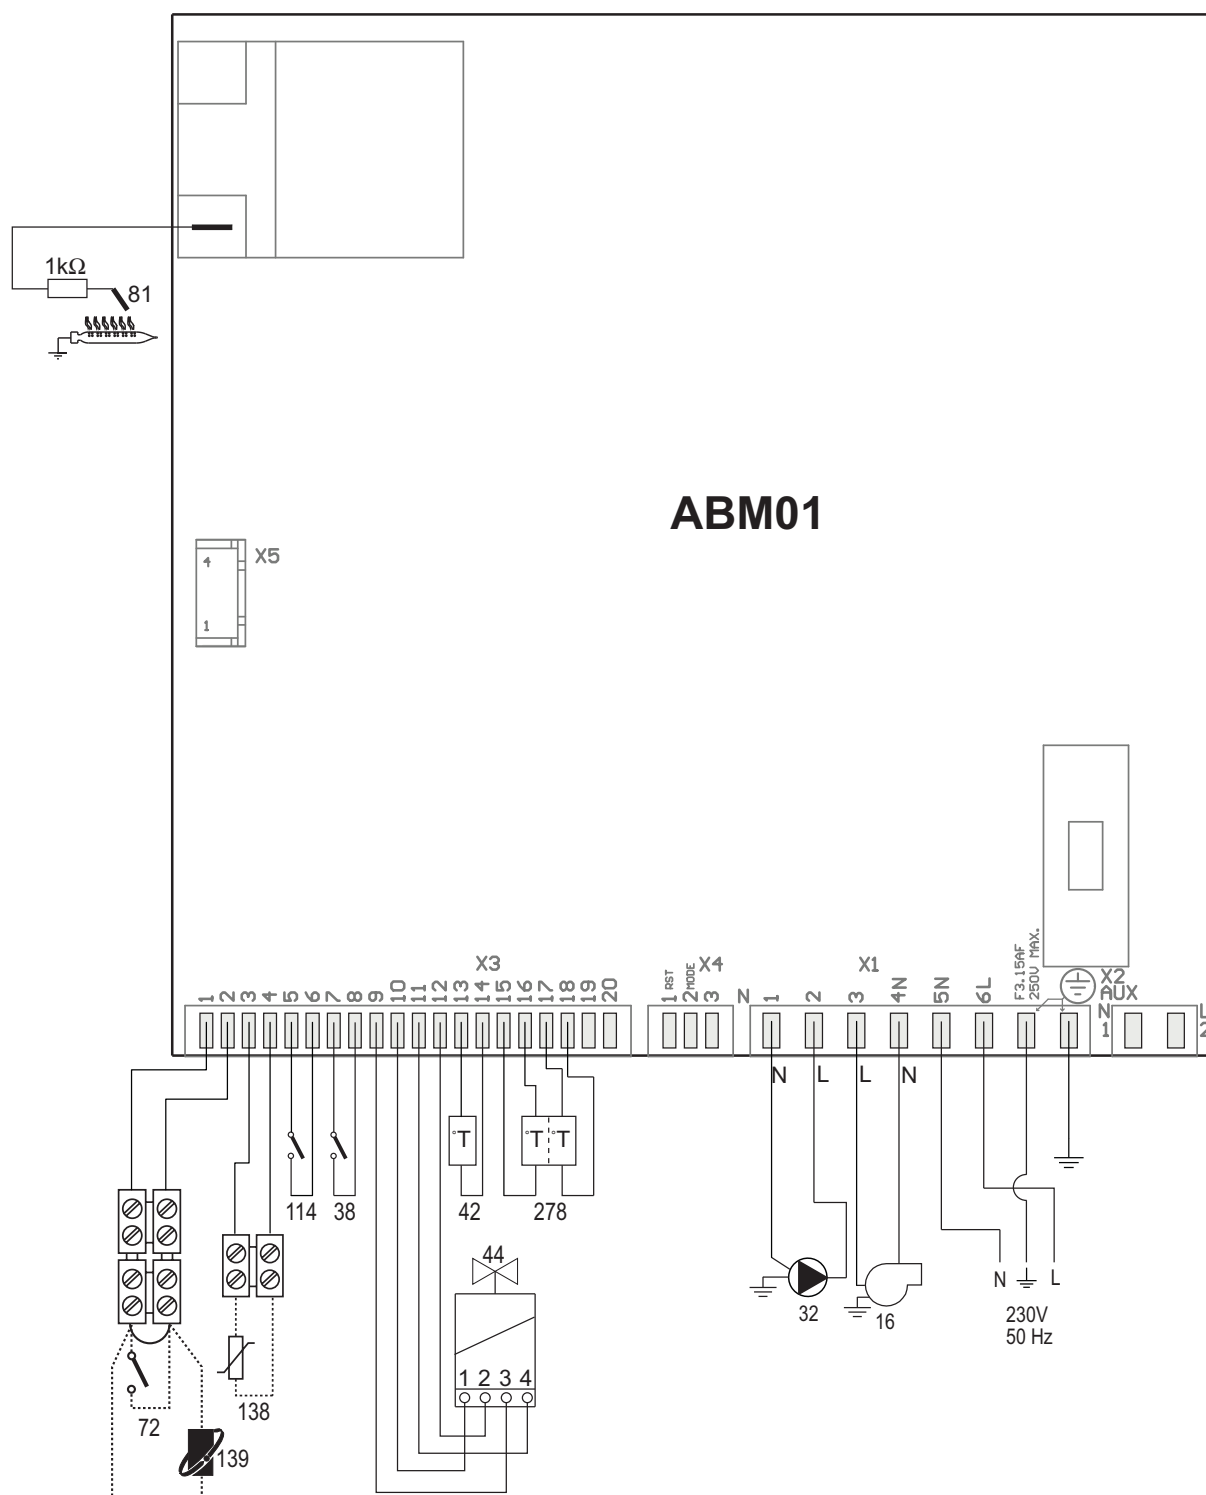 1kΩ
81
ABM01
4
X5
1
X3
1 2 3 4 5 6 7 8 9 10 11 12 13 14 15 16 17 18 19 20
X4
1 RST
2 MODE
3
X1
N 1 2 3 4N 5N 6L
F3.15AF
250V MAX.
X2
AUX
N
1
L
2
N L L N
°T °T °T
114 38 42 278
44
1 2 3 4
N L
32 16
230V
50 Hz
72 138
139